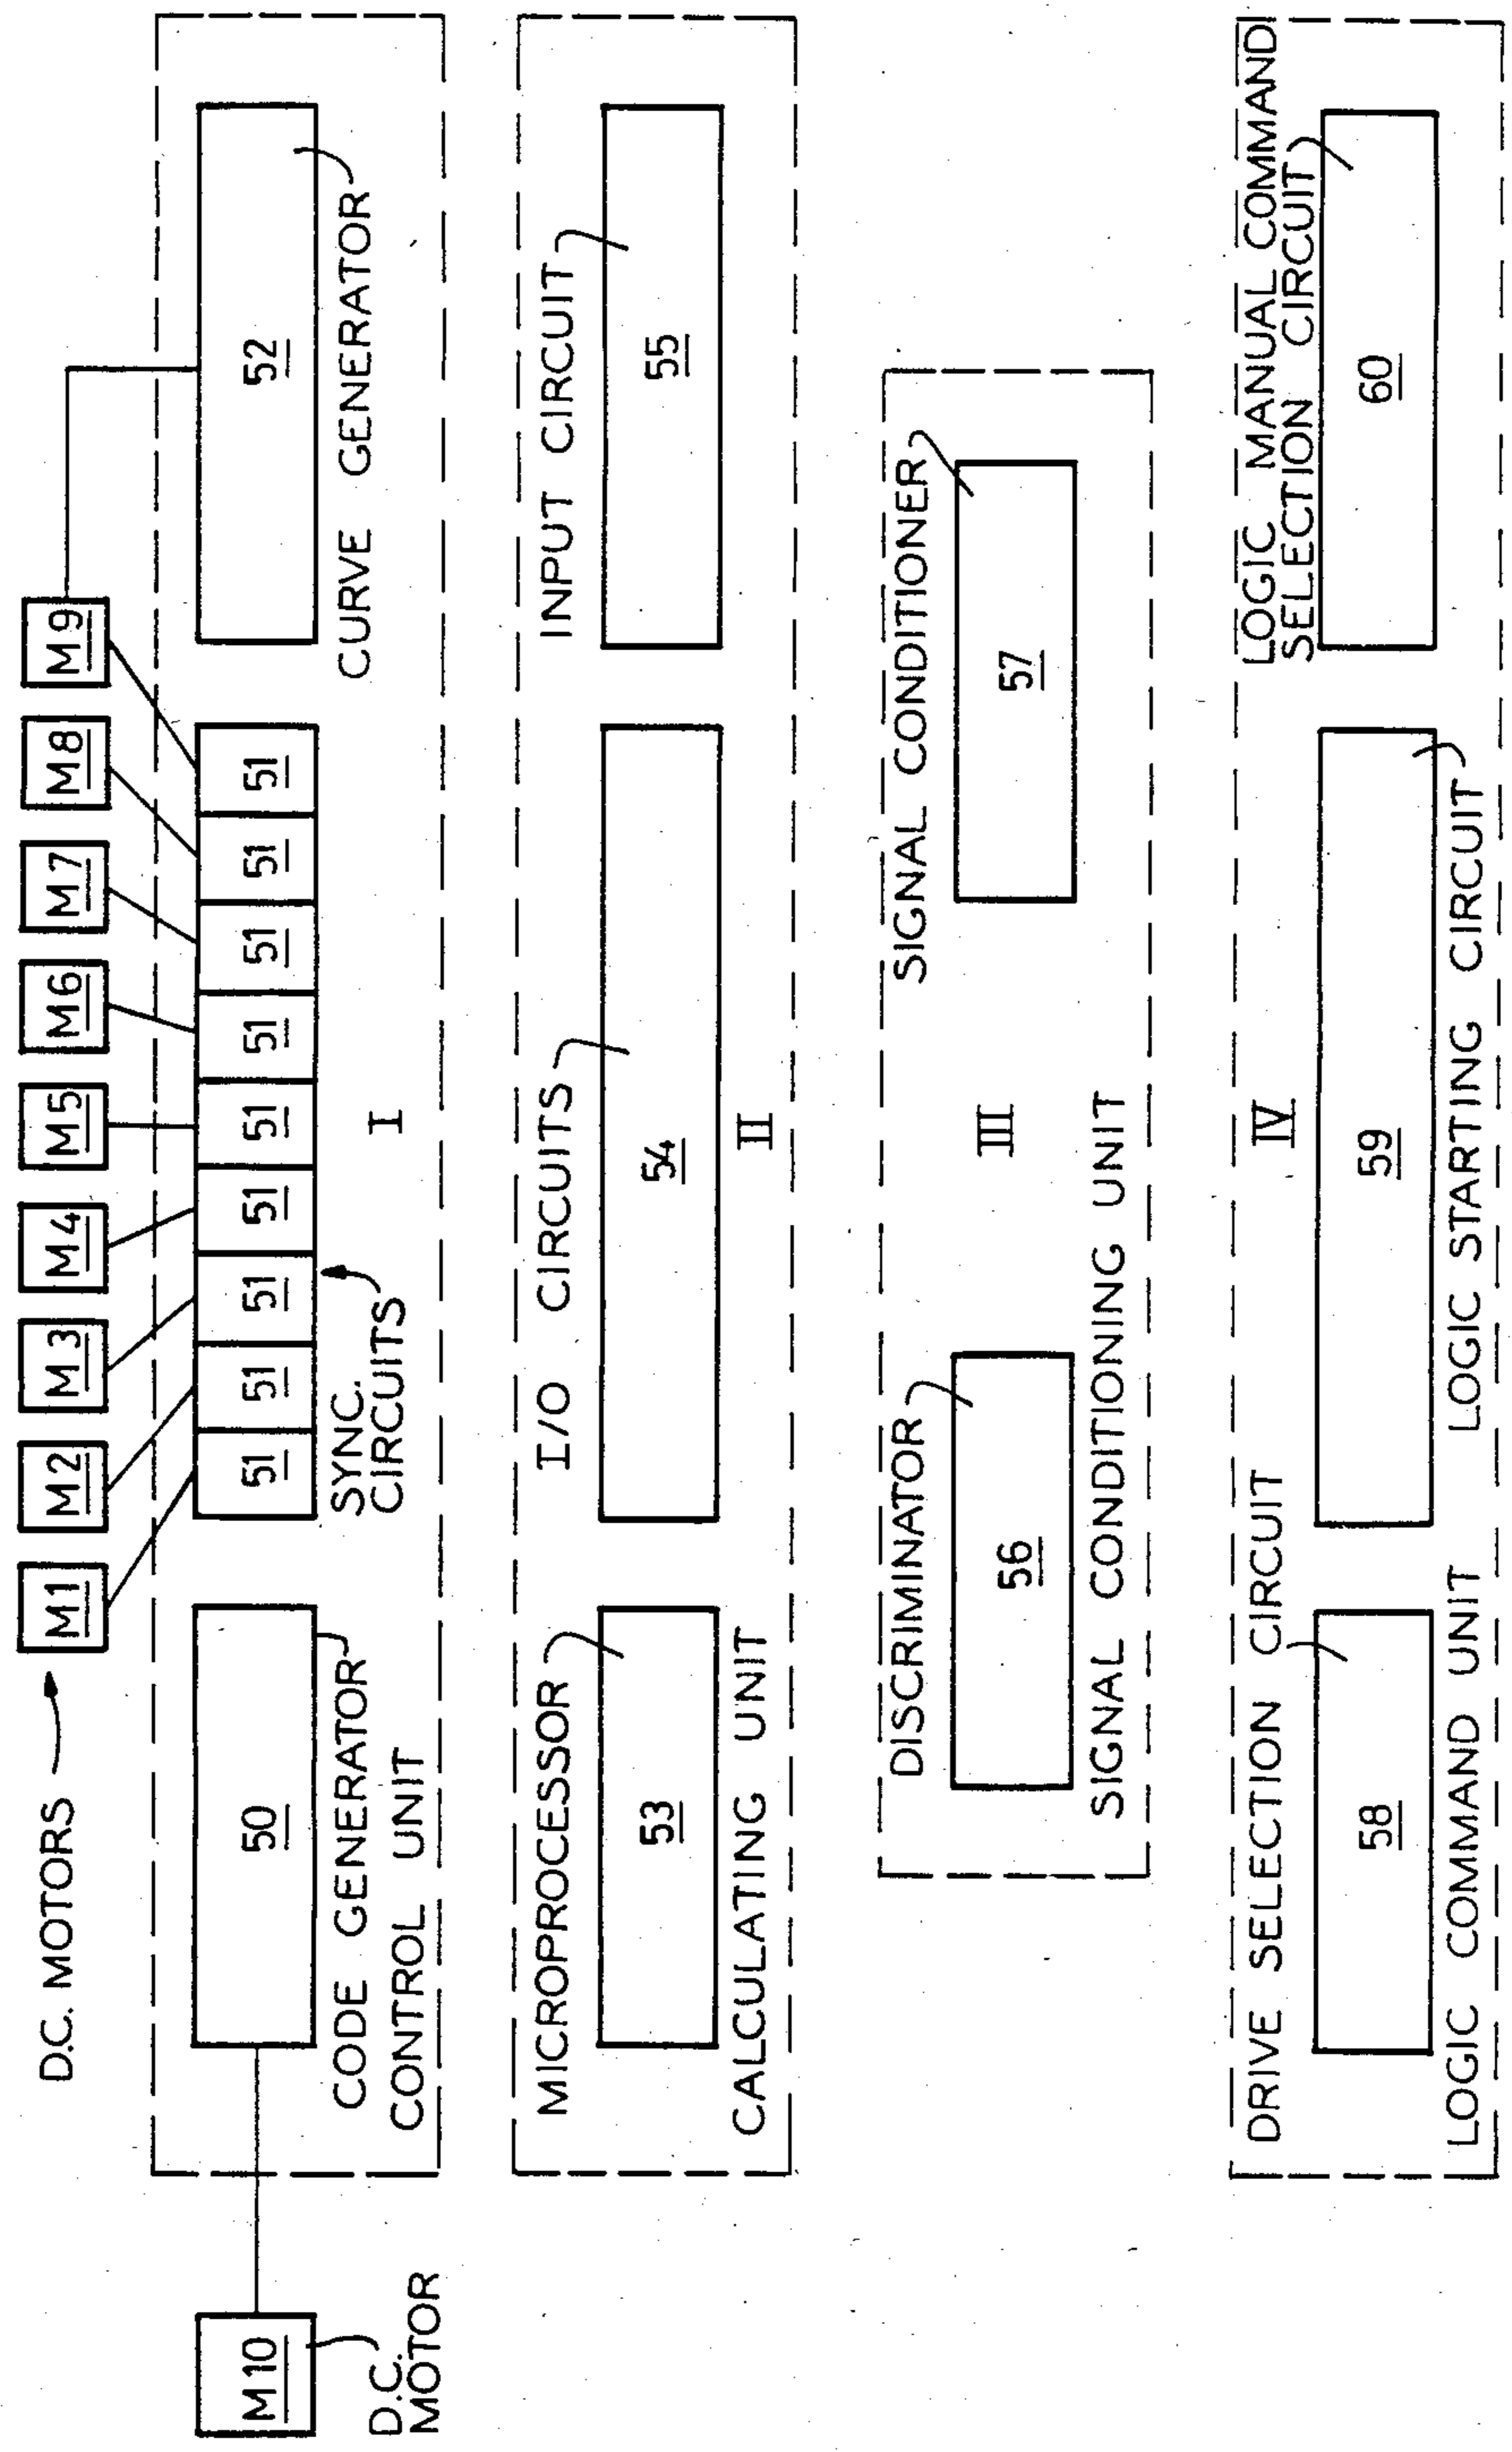 D.C. MOTORS
M1
M2
M3
M4
M5
M6
M7
M8
M9
M10
D.C.
MOTOR
50
51
51
51
51
51
51
51
51
51
52
CODE GENERATOR
CONTROL UNIT
SYNC.
CIRCUITS
I
CURVE GENERATOR
MICROPROCESSOR
I/O CIRCUITS
INPUT CIRCUIT
53
54
55
CALCULATING UNIT
II
DISCRIMINATOR
SIGNAL CONDITIONER
56
III
57
SIGNAL CONDITIONING UNIT
DRIVE SELECTION CIRCUIT
IV
LOGIC MANUAL COMMAND
SELECTION CIRCUIT
58
59
60
LOGIC COMMAND UNIT
LOGIC STARTING CIRCUIT